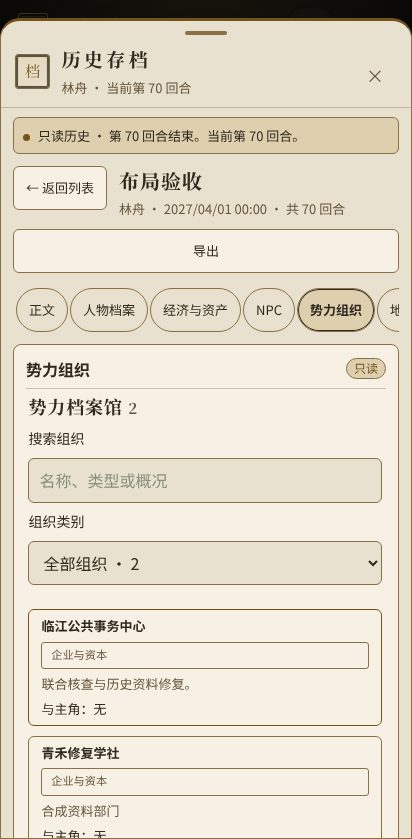 档
历史存档
林舟 · 当前第 70 回合
×
只读历史 · 第 70 回合结束。当前第 70 回合。
← 返回列表
布局验收
林舟 · 2027/04/01 00:00 · 共 70 回合
导出
正文 人物档案 经济与资产 NPC 势力组织
势力组织 只读
势力档案馆 2
搜索组织
名称、类型或概况
组织类别
全部组织 · 2
临江公共事务中心
企业与资本
联合核查与历史资料修复。
与主角：无
青禾修复学社
企业与资本
合成资料部门
与主角：无